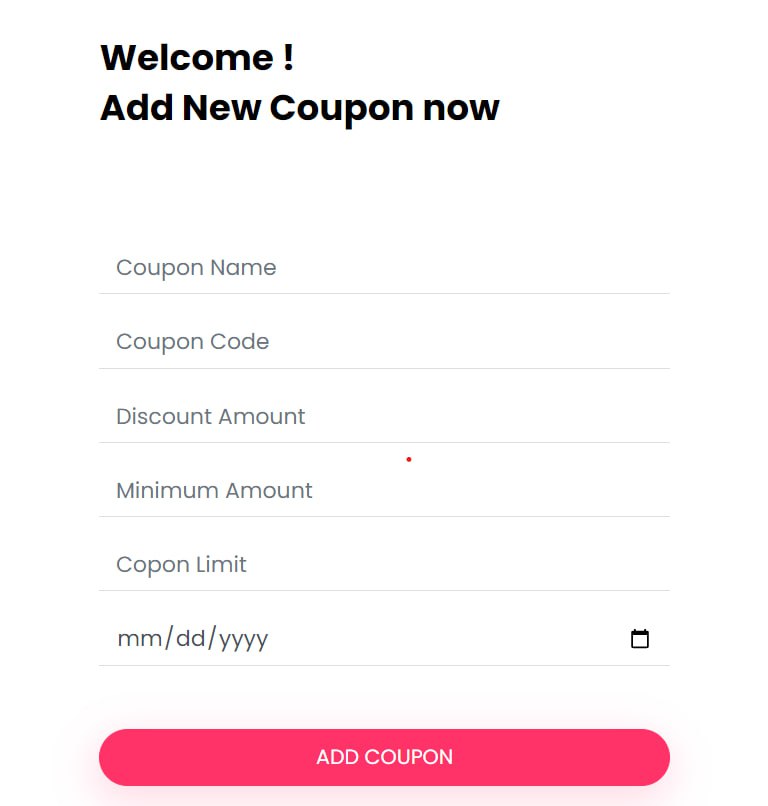 Welcome !
Add New Coupon now
Coupon Name
Coupon Code
Discount Amount
Minimum Amount
Copon Limit
mm/dd/yyyy
ADD COUPON